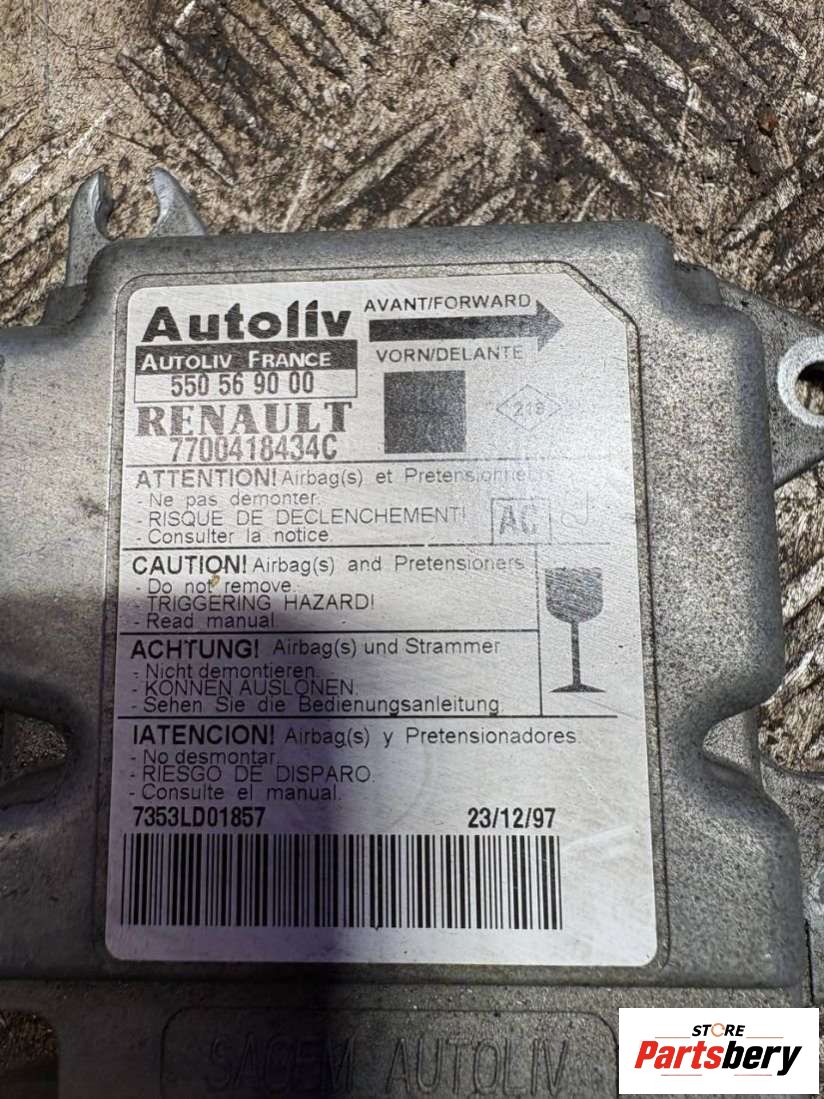 Autoliv
AVANT/FORWARD
AUTOLIV FRANCE
VORN/DELANTE
550 56 90 00
RENAULT
7700418434C
218
ATTENTION! Airbag(s) et Pretensionneurs
- Ne pas demonter.
- RISQUE DE DECLENCHEMENT!
- Consulter la notice.
AC
CAUTION! Airbag(s) and Pretensioners
- Do not remove.
- TRIGGERING HAZARD!
- Read manual
ACHTUNG! Airbag(s) und Strammer
- Nicht demontieren.
- KONNEN AUSLONEN.
- Sehen Sie die Bedienungsanleitung
IATENCION! Airbag(s) y Pretensionadores.
- No desmontar.
- RIESGO DE DISPARO.
- Consulte el manual.
7353LD01857 23/12/97
SAGEM AUTOLIV
STORE
Partsbery